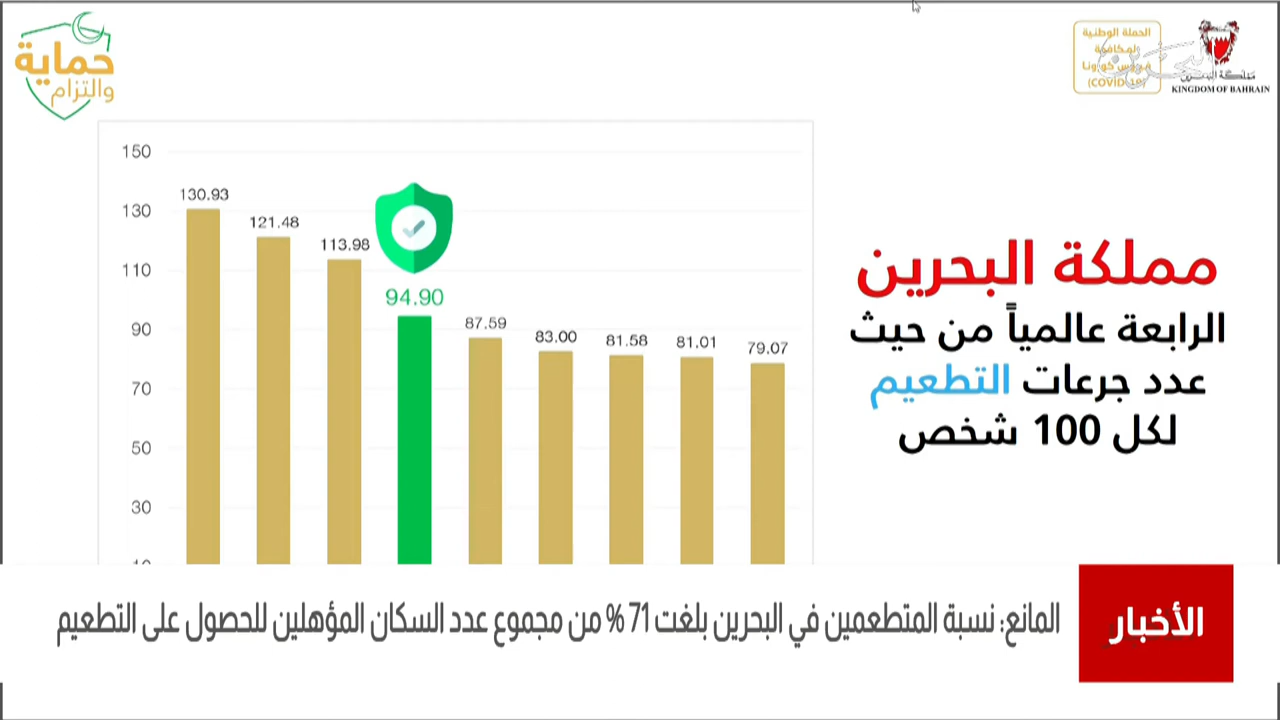 حماية
والتزام
الحملة الوطنية
لمكافحة
(COVID-19)
مملكة البحرين
KINGDOM OF BAHRAIN
150
130
110
90
70
50
30
10
130.93
121.48
113.98
94.90
87.59
83.00
81.58
81.01
79.07
مملكة البحرين
الرابعة عالمياً من حيث
عدد جرعات التطعيم
لكل 100 شخص
الأخبار
المانع: نسبة المتطعمين في البحرين بلغت 71 % من مجموع عدد السكان المؤهلين للحصول على التطعيم